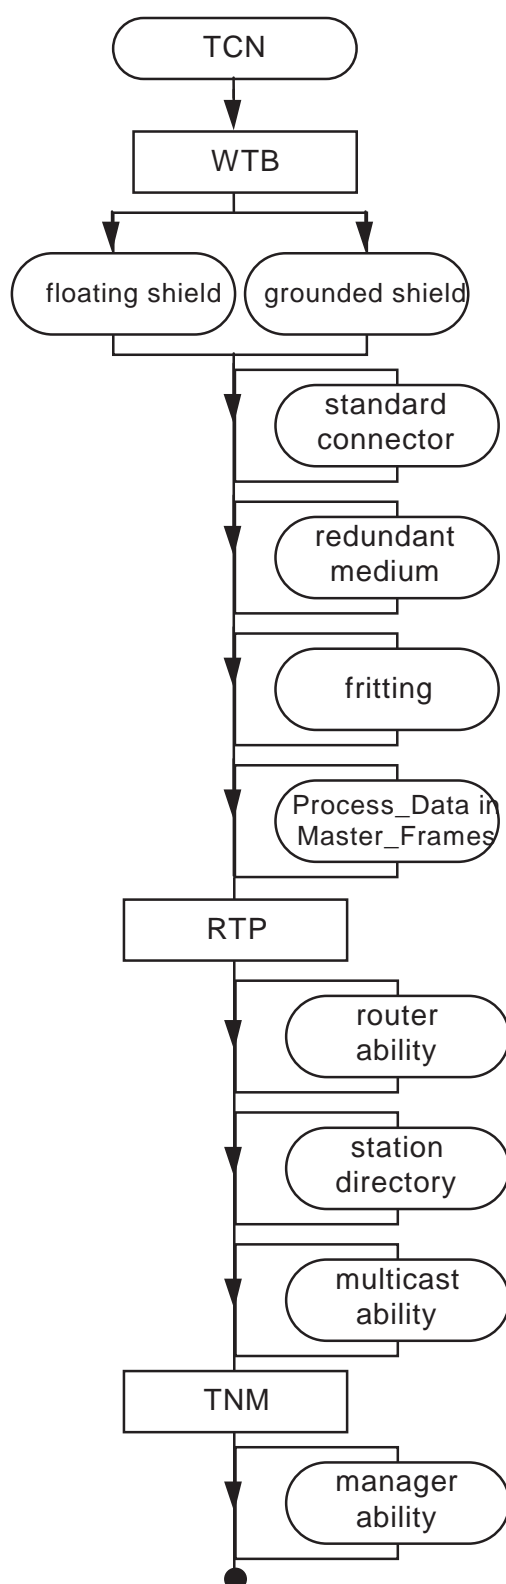 TCN
WTB
floating shield
grounded shield
standard
connector
redundant
medium
fritting
Process_Data in
Master_Frames
RTP
router
ability
station
directory
multicast
ability
TNM
manager
ability